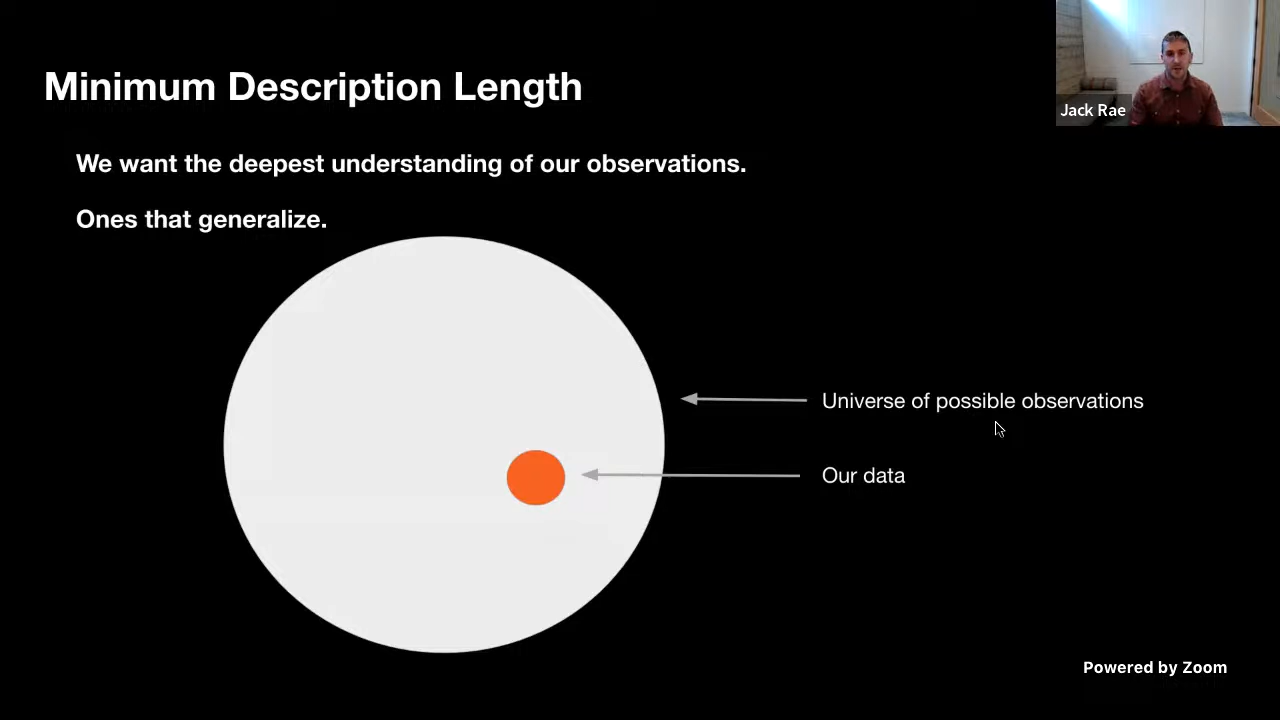 Minimum Description Length
Jack Rae
We want the deepest understanding of our observations.
Ones that generalize.
Universe of possible observations
Our data
Powered by Zoom